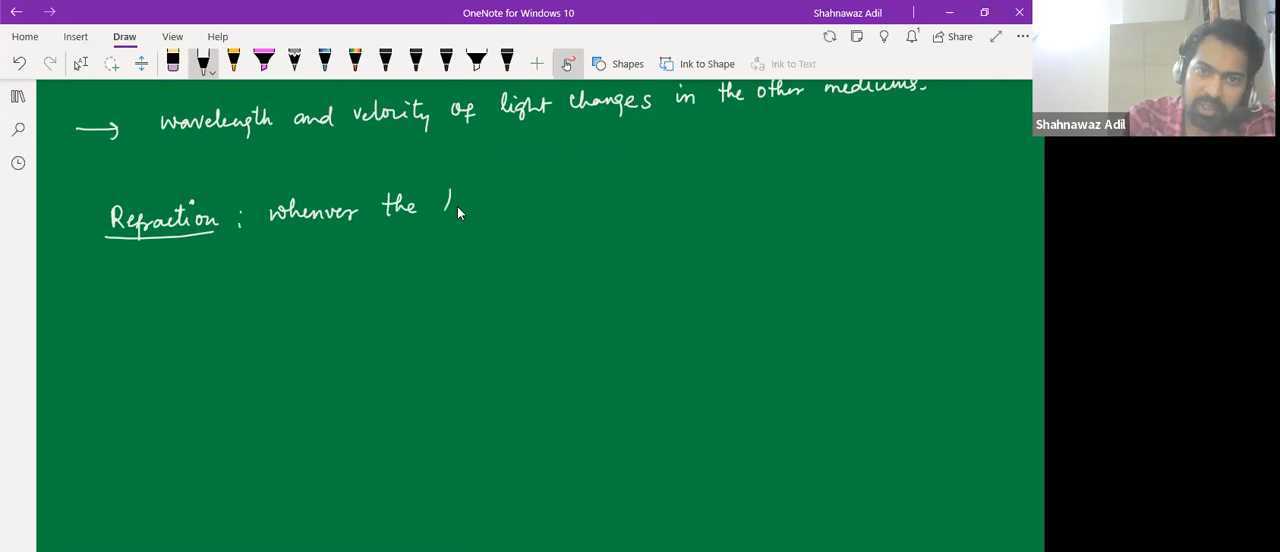 OneNote for Windows 10
Shahnawaz Adil
Home Insert Draw View Help
Share
Shapes Ink to Shape Ink to Text
Shahnawaz Adil
→ wavelength and velocity of light changes in the other mediums.
Refraction : whenver the l